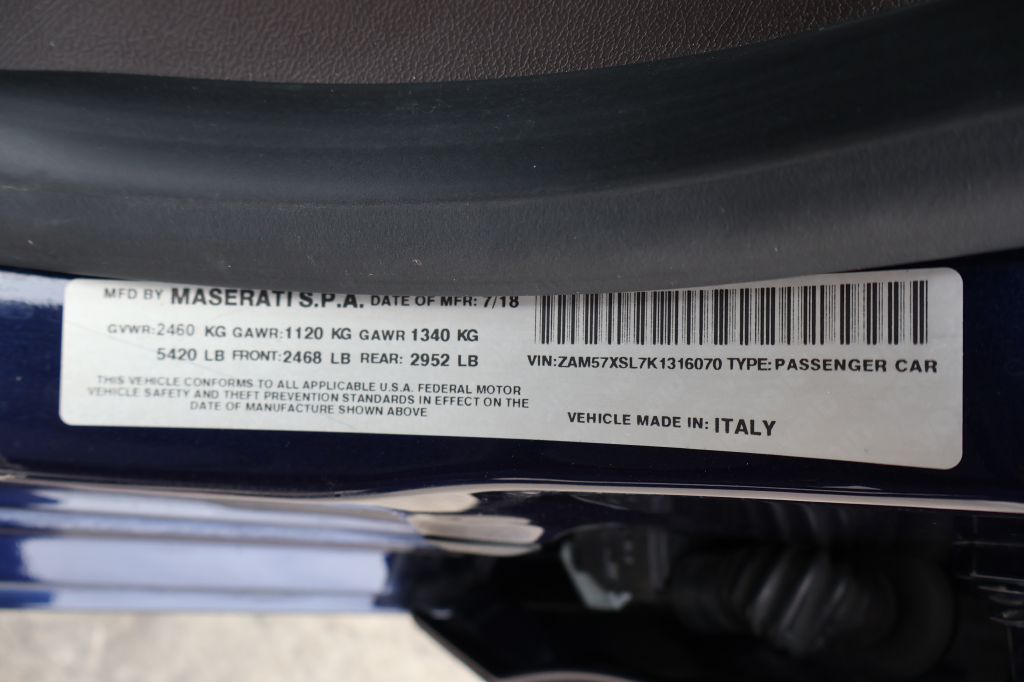 MFD BY MASERATI S.P.A. DATE OF MFR: 7/18
GVWR:2460 KG GAWR:1120 KG GAWR 1340 KG
5420 LB FRONT:2468 LB REAR: 2952 LB
THIS VEHICLE CONFORMS TO ALL APPLICABLE U.S.A. FEDERAL MOTOR
VEHICLE SAFETY AND THEFT PREVENTION STANDARDS IN EFFECT ON THE
DATE OF MANUFACTURE SHOWN ABOVE
VIN:ZAM57XSL7K1316070 TYPE:PASSENGER CAR
VEHICLE MADE IN: ITALY